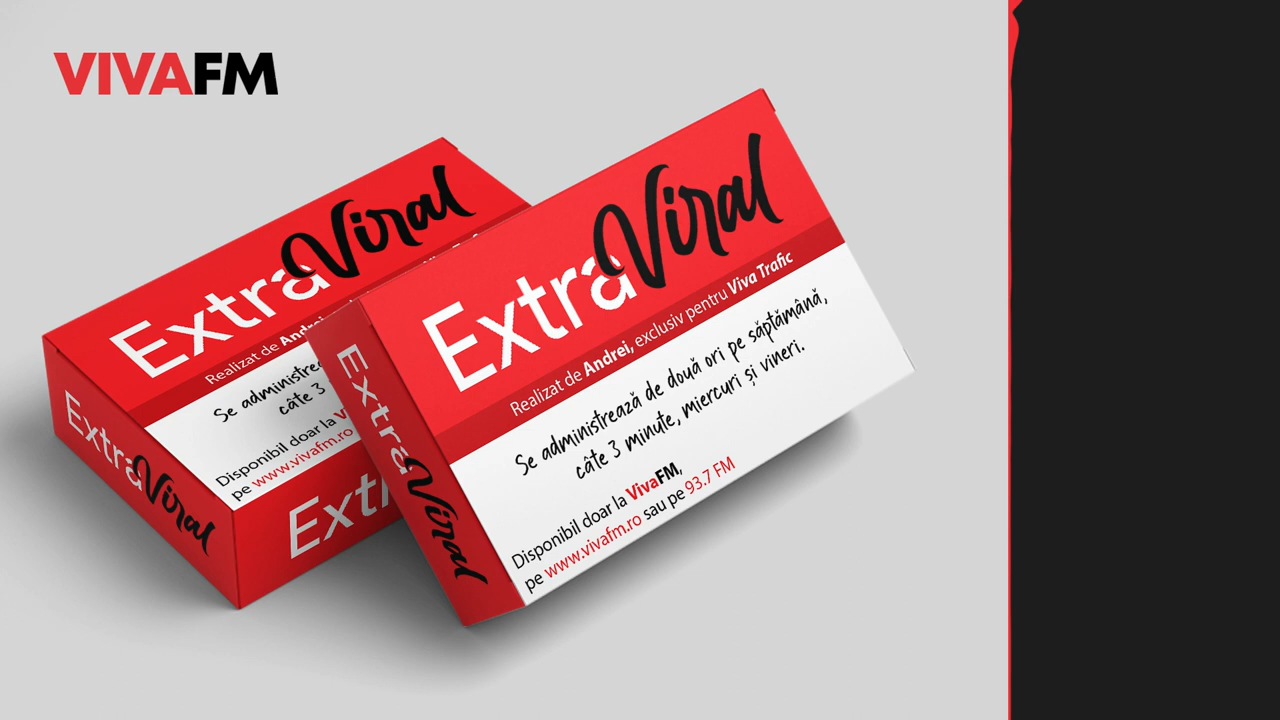 VIVAFM
ExtraViral
Realizat de Andrei
Se administrea
câte 3
Disponibil doar la
pe www.vivafm.ro
ExtraViral
Extr
ExtraViral
Realizat de Andrei, exclusiv pentru Viva Trafic
Se administrează de două ori pe săptămână,
câte 3 minute, miercuri și vineri.
Disponibil doar la VivaFM,
pe www.vivafm.ro sau pe 93.7 FM
ExtraViral